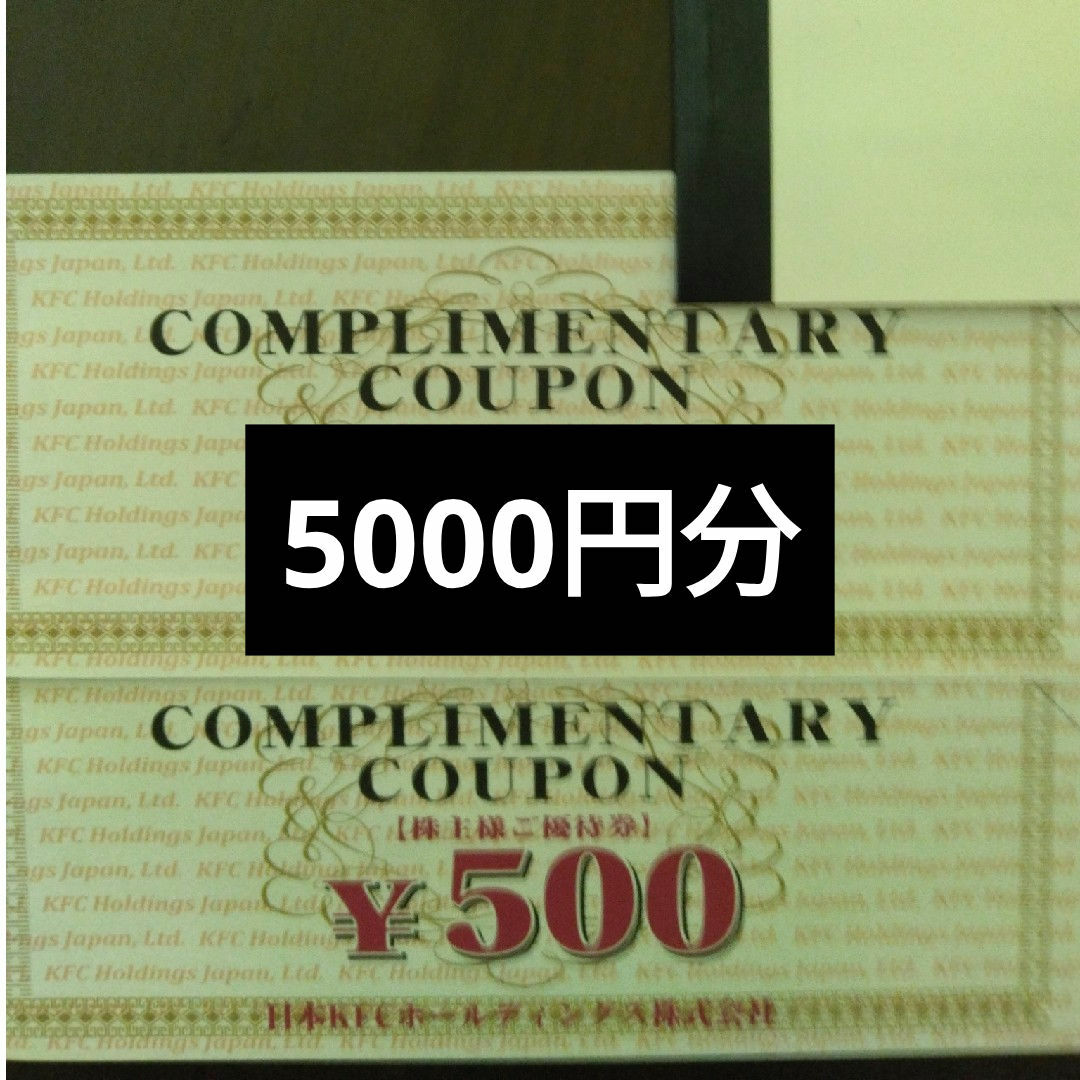 KFC Holdings Japan, Ltd.
COMPLIMENTARY
COUPON
5000円分
COMPLIMENTARY
COUPON
【株主様ご優待券】
¥500
日本KFCホールディングス株式会社